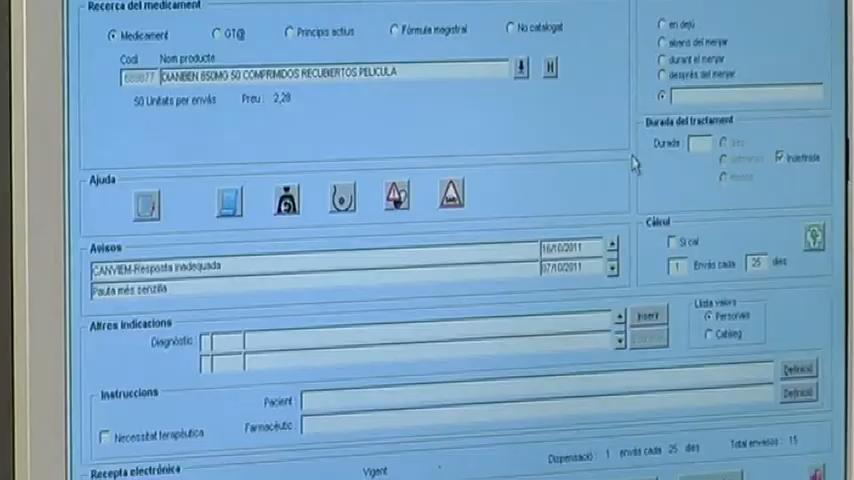 Recerca del medicament
Medicament GT@ Principis actius Fórmula magistral No catalogat
Codi Nom producte
DIANBEN 850MG 50 COMPRIMIDOS RECUBIERTOS PELICULA
50 Unitats per envàs Preu: 2,28
en dejú
abans del menjar
durant el menjar
després del menjar
Durada del tractament
Durada
Indefinida
Ajuda
Càlcul
Si cal
1 Envàs cada 25 dies
Avisos
CANVIEM-Resposta inadequada 16/10/2011
Pauta més senzilla 07/10/2011
Altres indicacions
Diagnòstic
Inserir
Llista valors
Personals
Catàleg
Instruccions
Pacient
Definició
Necessitat terapèutica
Farmacèutic
Definició
Recepta electrònica
Vigent
Dispensació: 1 envàs cada 25 dies Total envasos: 15